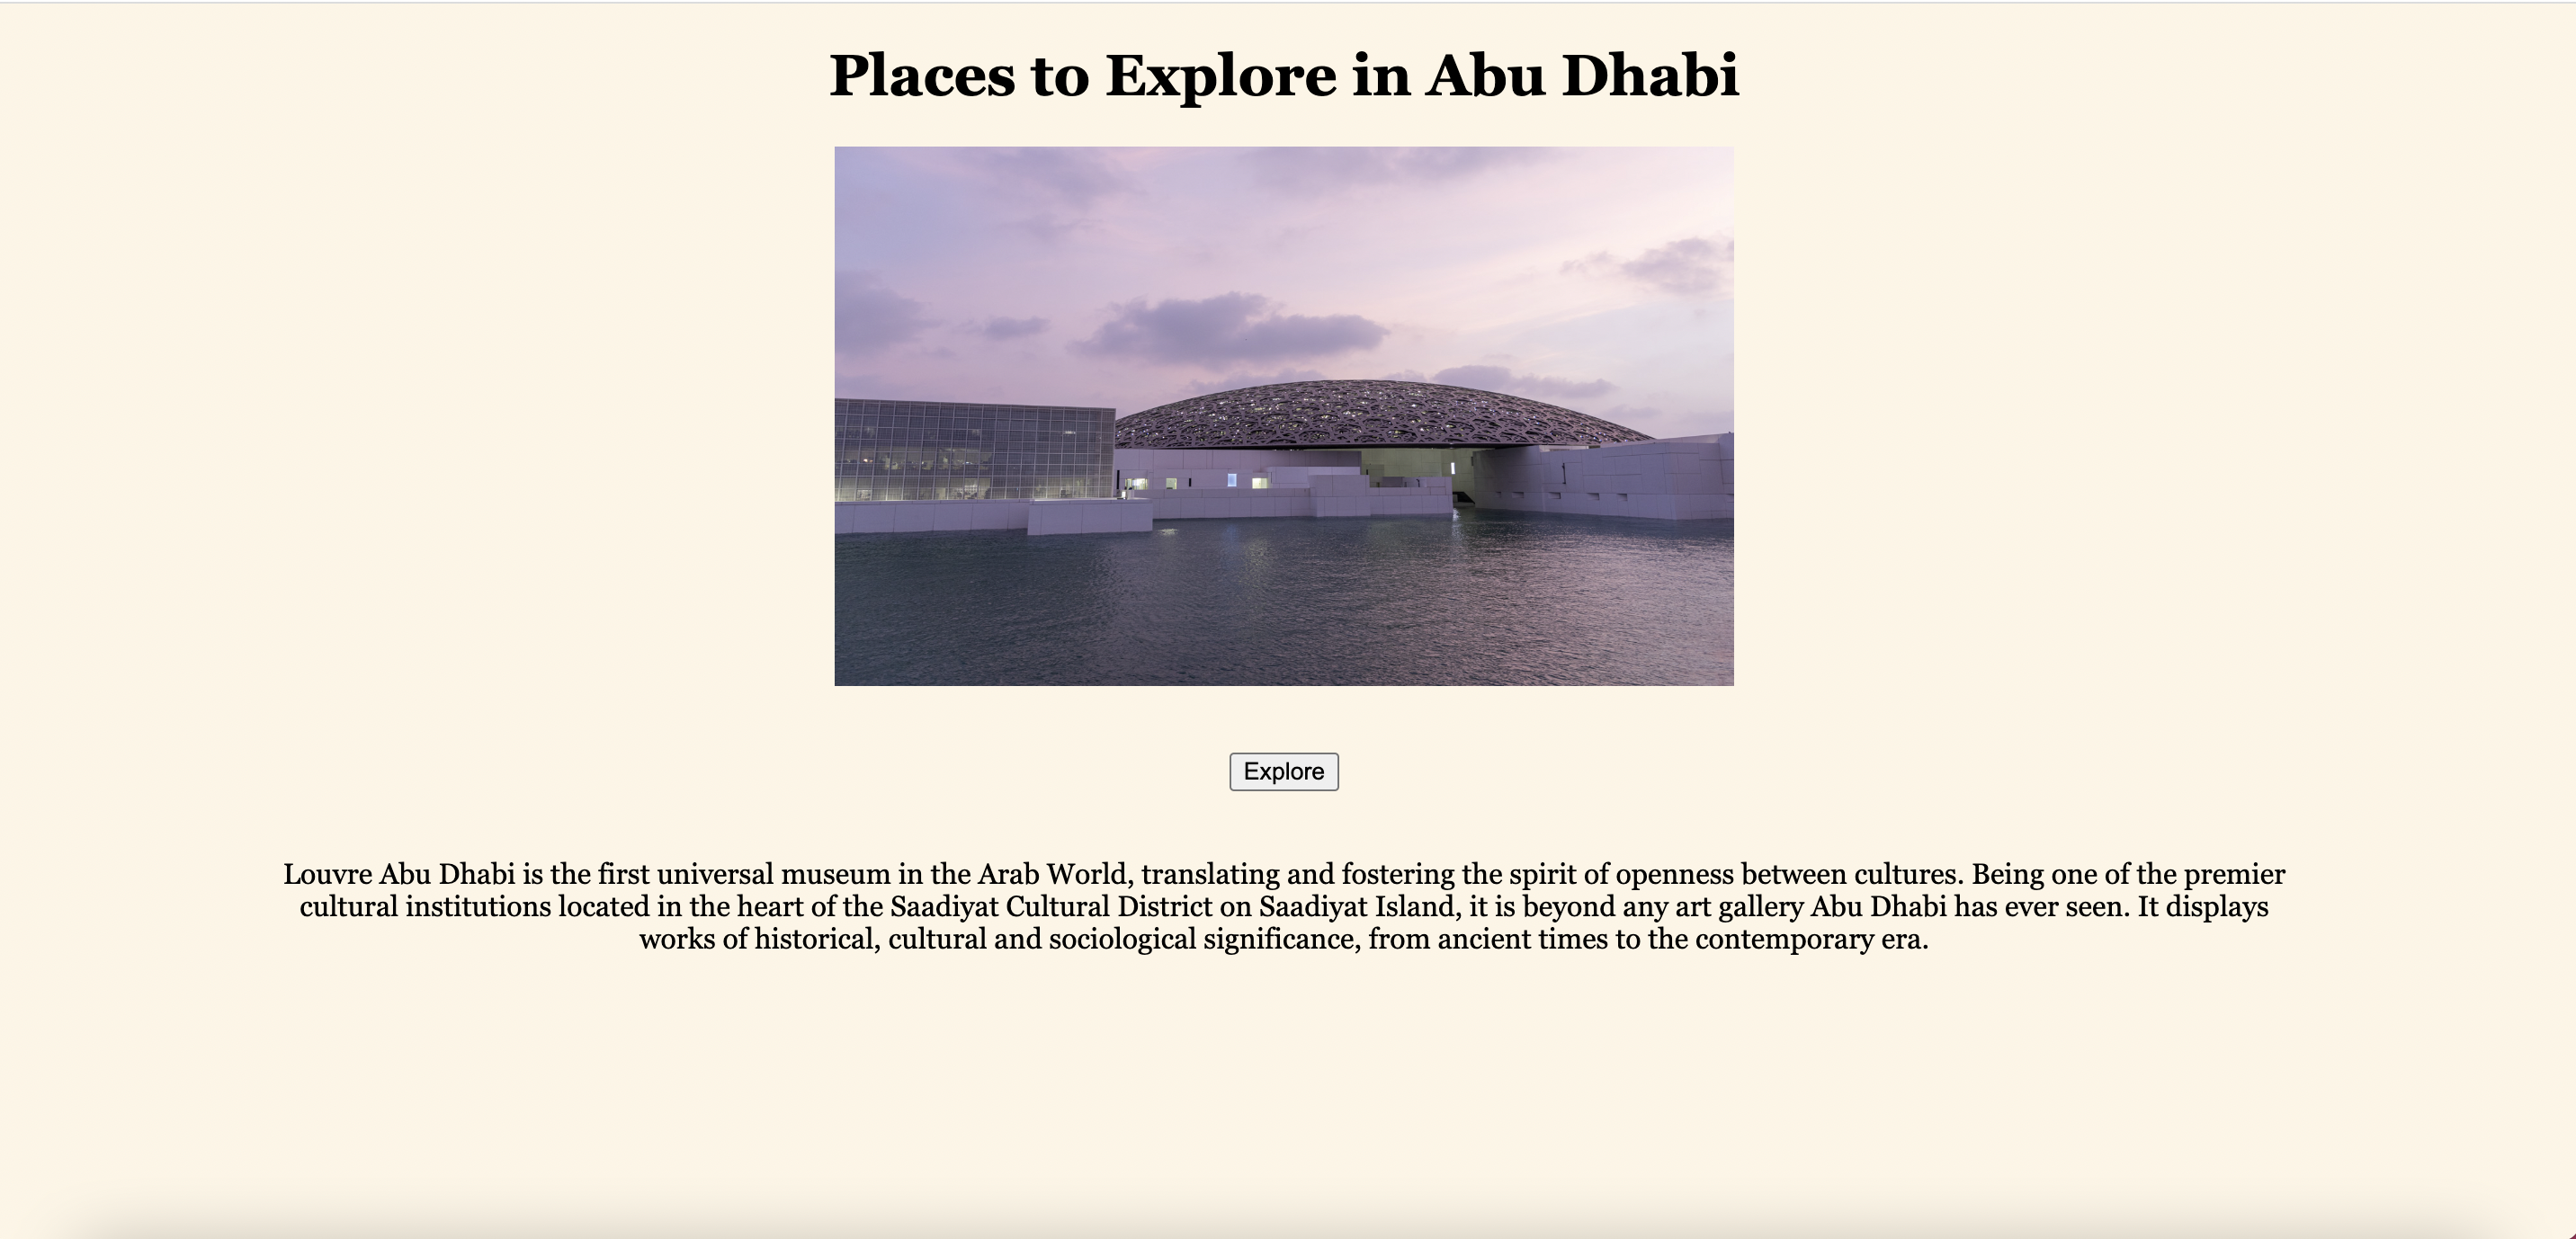 Places to Explore in Abu Dhabi
Explore
Louvre Abu Dhabi is the first universal museum in the Arab World, translating and fostering the spirit of openness between cultures. Being one of the premier
cultural institutions located in the heart of the Saadiyat Cultural District on Saadiyat Island, it is beyond any art gallery Abu Dhabi has ever seen. It displays
works of historical, cultural and sociological significance, from ancient times to the contemporary era.